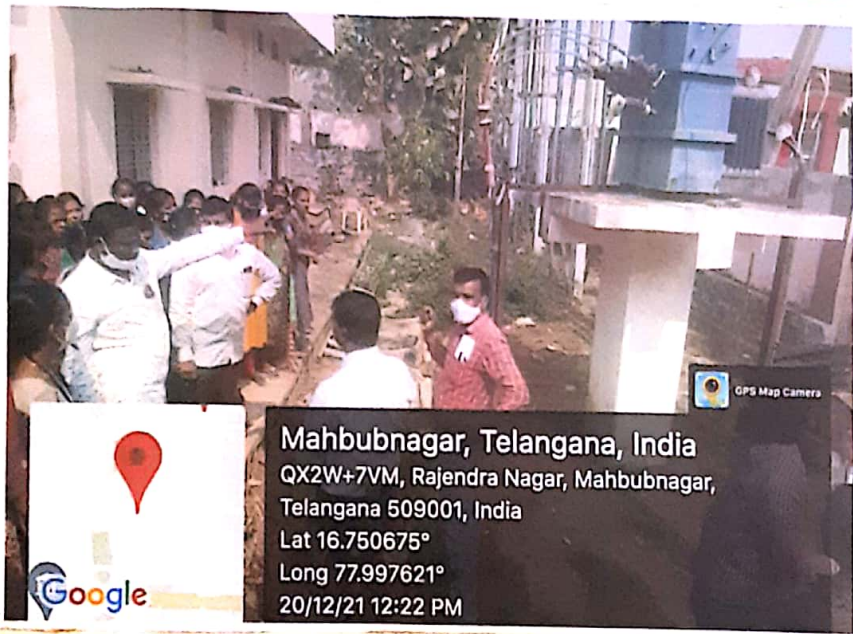 GPS Map Camera
Mahbubnagar, Telangana, India
QX2W+7VM, Rajendra Nagar, Mahbubnagar,
Telangana 509001, India
Lat 16.750675°
Long 77.997621°
20/12/21 12:22 PM
Google